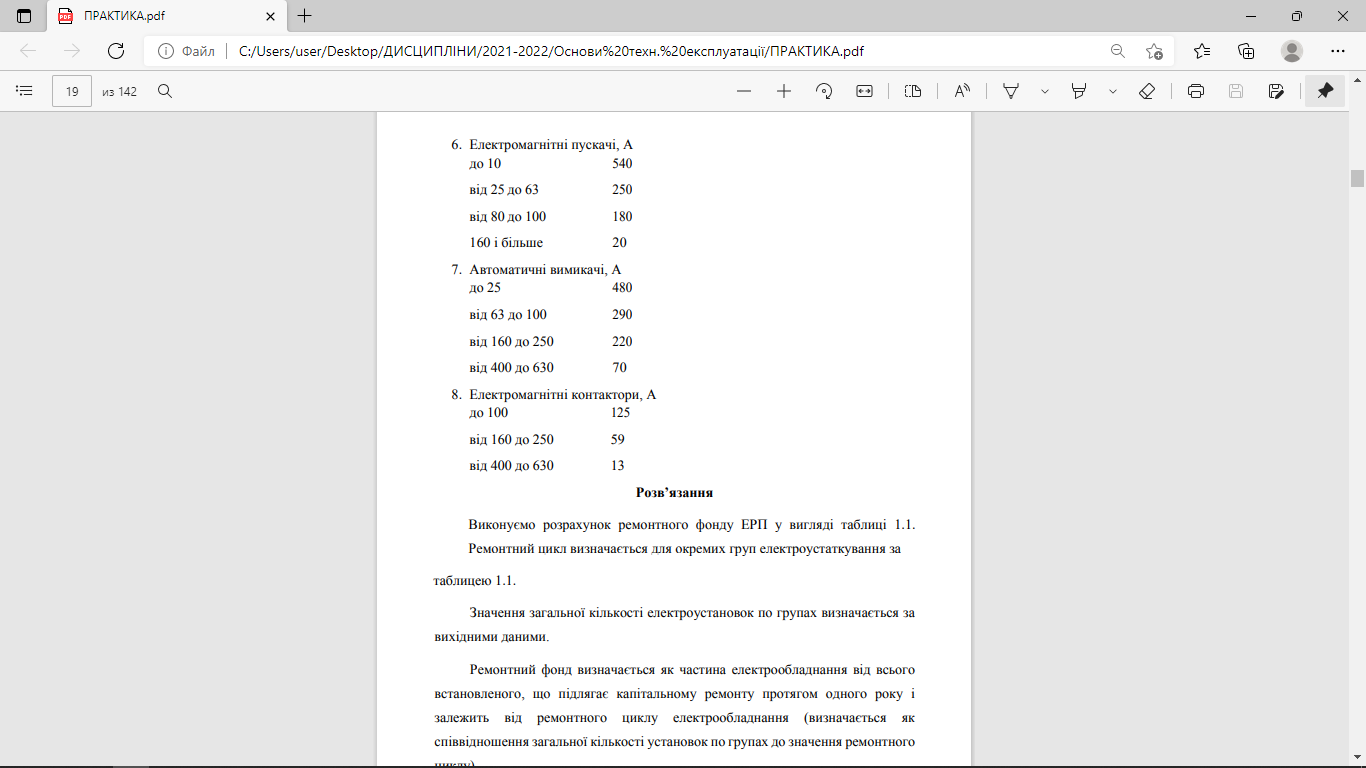 ПРАКТИКА.pdf
Файл
C:/Users/user/Desktop/ДИСЦИПЛІНИ/2021-2022/Основи%20техн.%20експлуатації/ПРАКТИКА.pdf
19 из 142
6. Електромагнітні пускачі, А
до 10 540
від 25 до 63 250
від 80 до 100 180
160 і більше 20
7. Автоматичні вимикачі, А
до 25 480
від 63 до 100 290
від 160 до 250 220
від 400 до 630 70
8. Електромагнітні контактори, А
до 100 125
від 160 до 250 59
від 400 до 630 13
Розв’язання
Виконуємо розрахунок ремонтного фонду ЕРП у вигляді таблиці 1.1.
Ремонтний цикл визначається для окремих груп електроустаткування за
таблицею 1.1.
Значення загальної кількості електроустановок по групах визначається за
вихідними даними.
Ремонтний фонд визначається як частина електрообладнання від всього
встановленого, що підлягає капітальному ремонту протягом одного року і
залежить від ремонтного циклу електрообладнання (визначається як
співвідношення загальної кількості установок по групах до значення ремонтного
циклу)